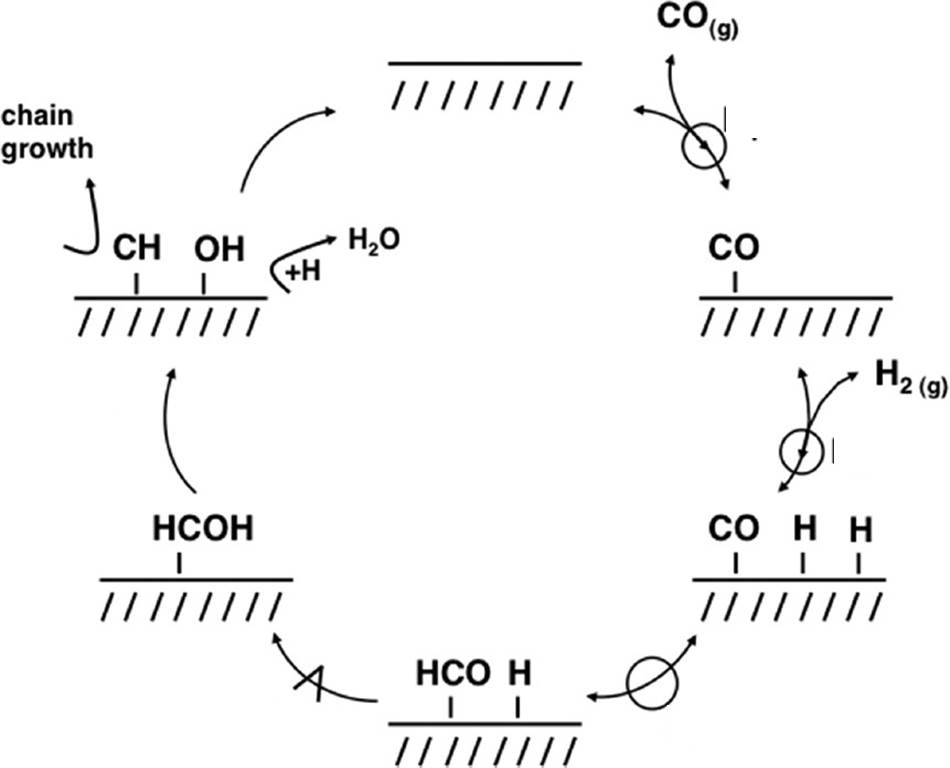 CO(g)
chain
growth
CH OH
H₂O
+H
CO
H₂ (g)
HCOH
CO H H
HCO H